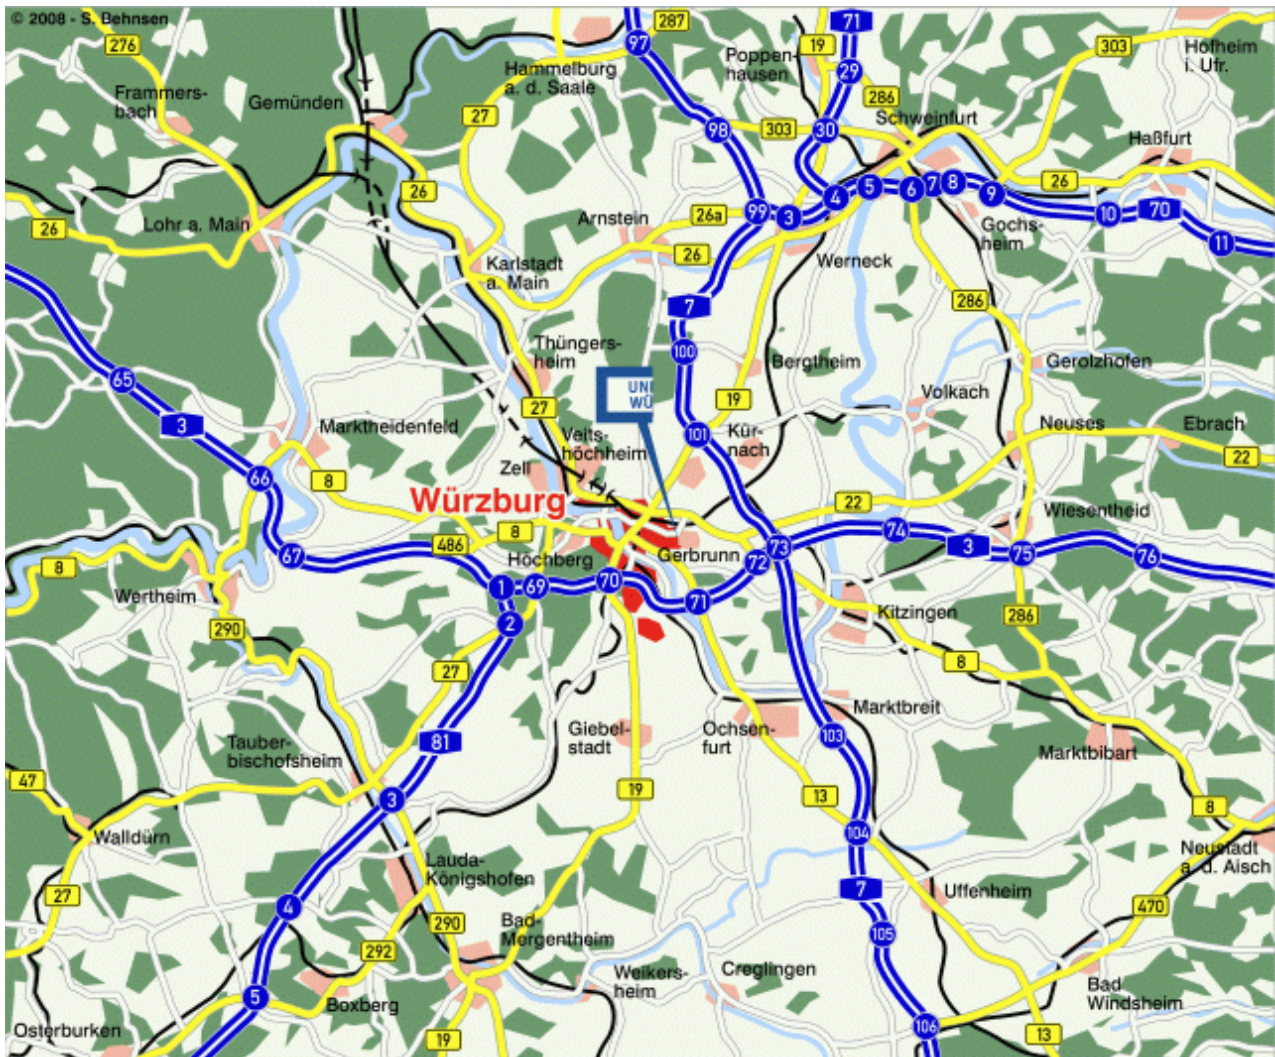 © 2008 - S. Behnsen
276
97
287
71
Poppen-
hausen
19
29
303
Hofheim
i. Ufr.
Hammelburg
a. d. Saale
Frammers-
bach
Gemünden
27
286
98
303
30
Schweinfurt
Haßfurt
26
26
Lohr a. Main
26
Arnstein
26a
99
3
4
5
6
7
8
9
26
10
70
11
Gochs-
heim
Karlstadt
a. Main
26
Werneck
7
286
65
3
Thüngers-
heim
100
Bergtheim
Gerolzhofen
UNI
WÜ
27
19
Volkach
Marktheidenfeld
Veits-
höchheim
101
Kür-
nach
Neuses
Ebrach
22
66
8
Zell
Würzburg
22
Wiesentheid
8
486
67
Höchberg
Gerbrunn
73
74
3
75
76
8
72
Wertheim
1
69
70
71
2
Kitzingen
286
290
27
8
Marktbreit
81
Giebel-
stadt
Ochsen-
furt
103
Marktbibart
Tauber-
bischofsheim
47
3
19
13
8
Walldürn
104
Neustadt
a. d. Aisch
Lauda-
Königshofen
7
Uffenheim
27
4
290
470
292
Bad-
Mergentheim
105
5
Boxberg
Weikers-
heim
Creglingen
Bad
Windsheim
Osterburken
19
106
13